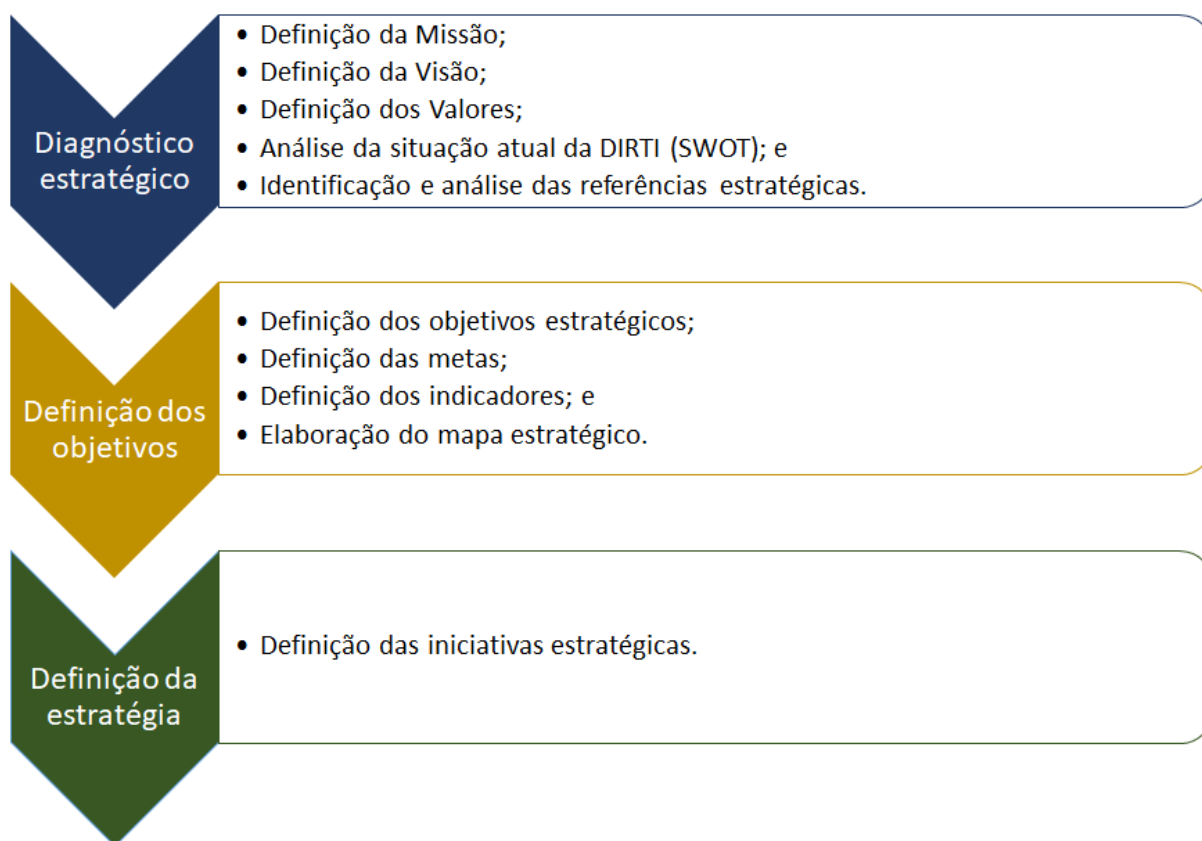 Diagnóstico
estratégico
• Definição da Missão;
• Definição da Visão;
• Definição dos Valores;
• Análise da situação atual da DIRTI (SWOT); e
• Identificação e análise das referências estratégicas.
Definição dos
objetivos
• Definição dos objetivos estratégicos;
• Definição das metas;
• Definição dos indicadores; e
• Elaboração do mapa estratégico.
Definição da
estratégia
• Definição das iniciativas estratégicas.